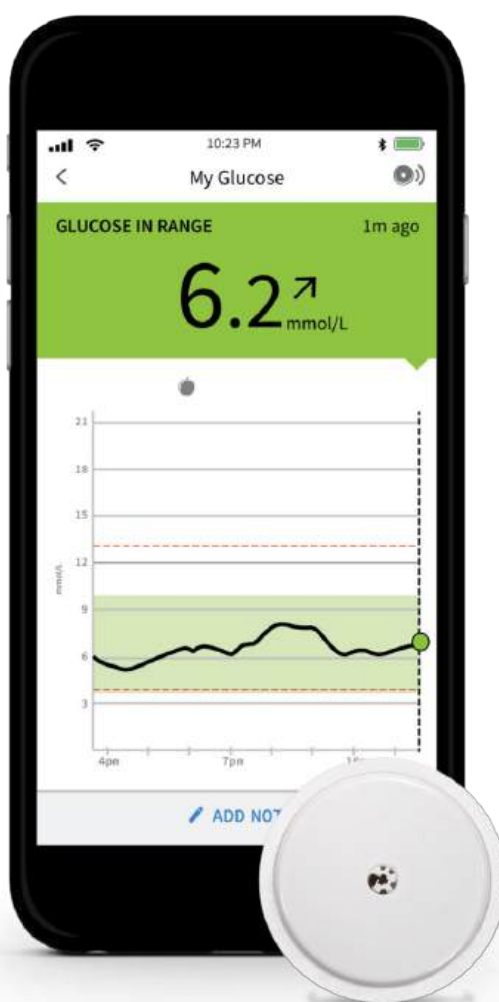 10:23 PM
My Glucose
GLUCOSE IN RANGE 1m ago
6.2 mmol/L
21
18
15
12
mmol/L
9
6
3
4pm 7pm
ADD NOT